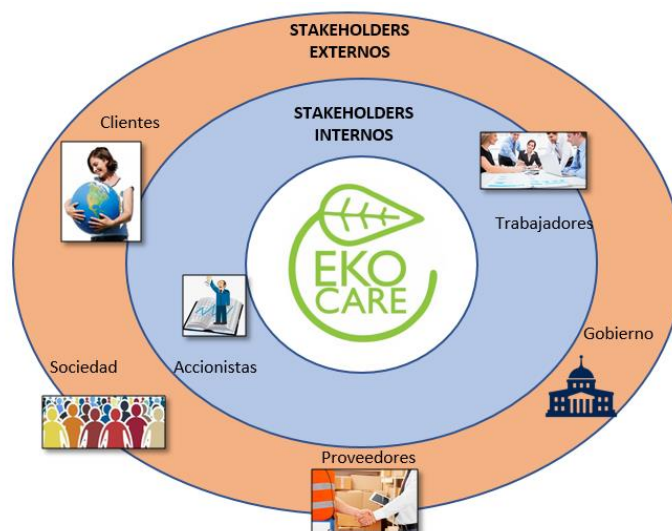 STAKEHOLDERS
EXTERNOS
Clientes
STAKEHOLDERS
INTERNOS
Trabajadores
EKO
CARE
Gobierno
Sociedad
Accionistas
Proveedores